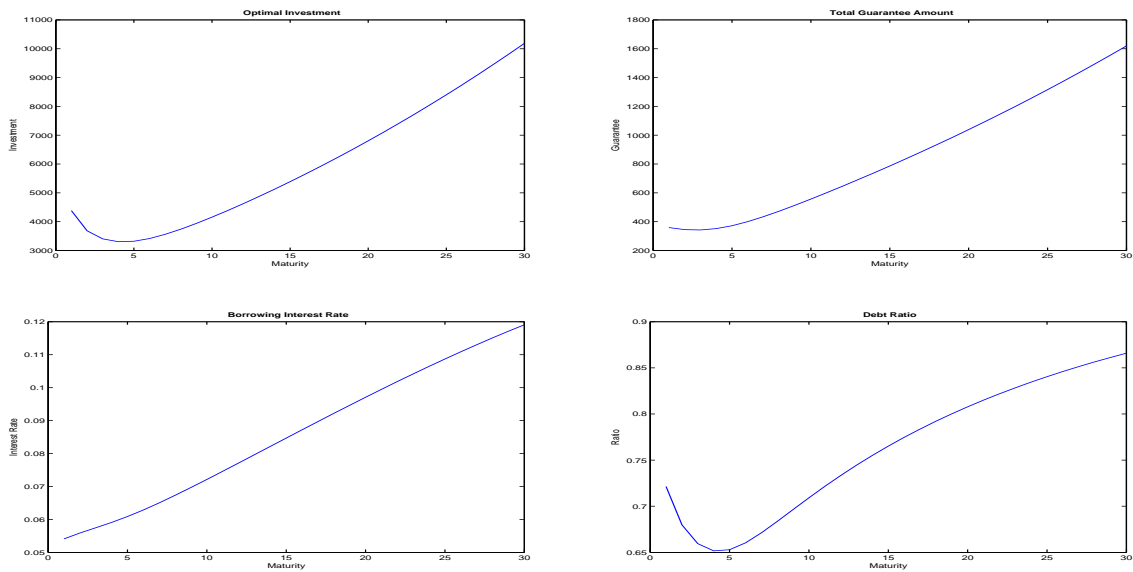 Optimal Investment
11000
10000
9000
8000
7000
6000
5000
4000
3000
Investment
0 5 10 15 20 25 30
Maturity
Total Guarantee Amount
1800
1600
1400
1200
1000
800
600
400
200
Guarantee
0 5 10 15 20 25 30
Maturity
Borrowing Interest Rate
0.12
0.11
0.1
0.09
0.08
0.07
0.06
0.05
Interest Rate
0 5 10 15 20 25 30
Maturity
Debt Ratio
0.9
0.85
0.8
0.75
0.7
0.65
Ratio
0 5 10 15 20 25 30
Maturity